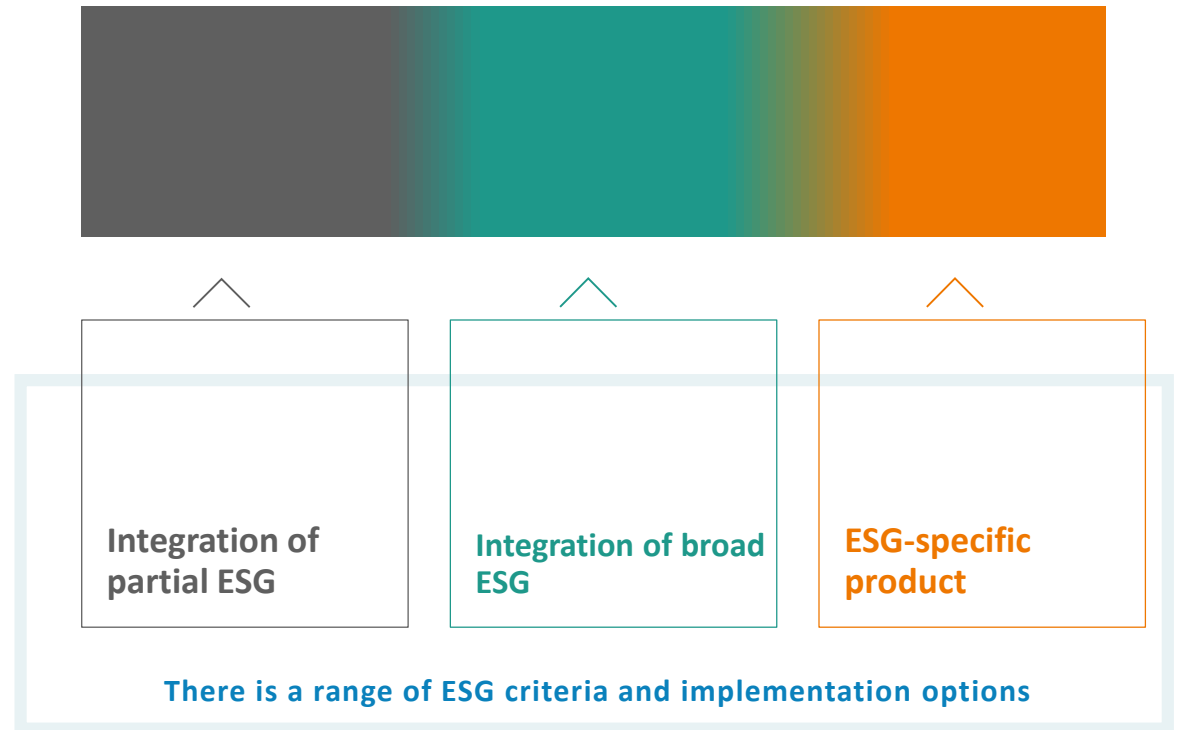 Integration of
partial ESG
Integration of broad
ESG
ESG-specific
product
There is a range of ESG criteria and implementation options